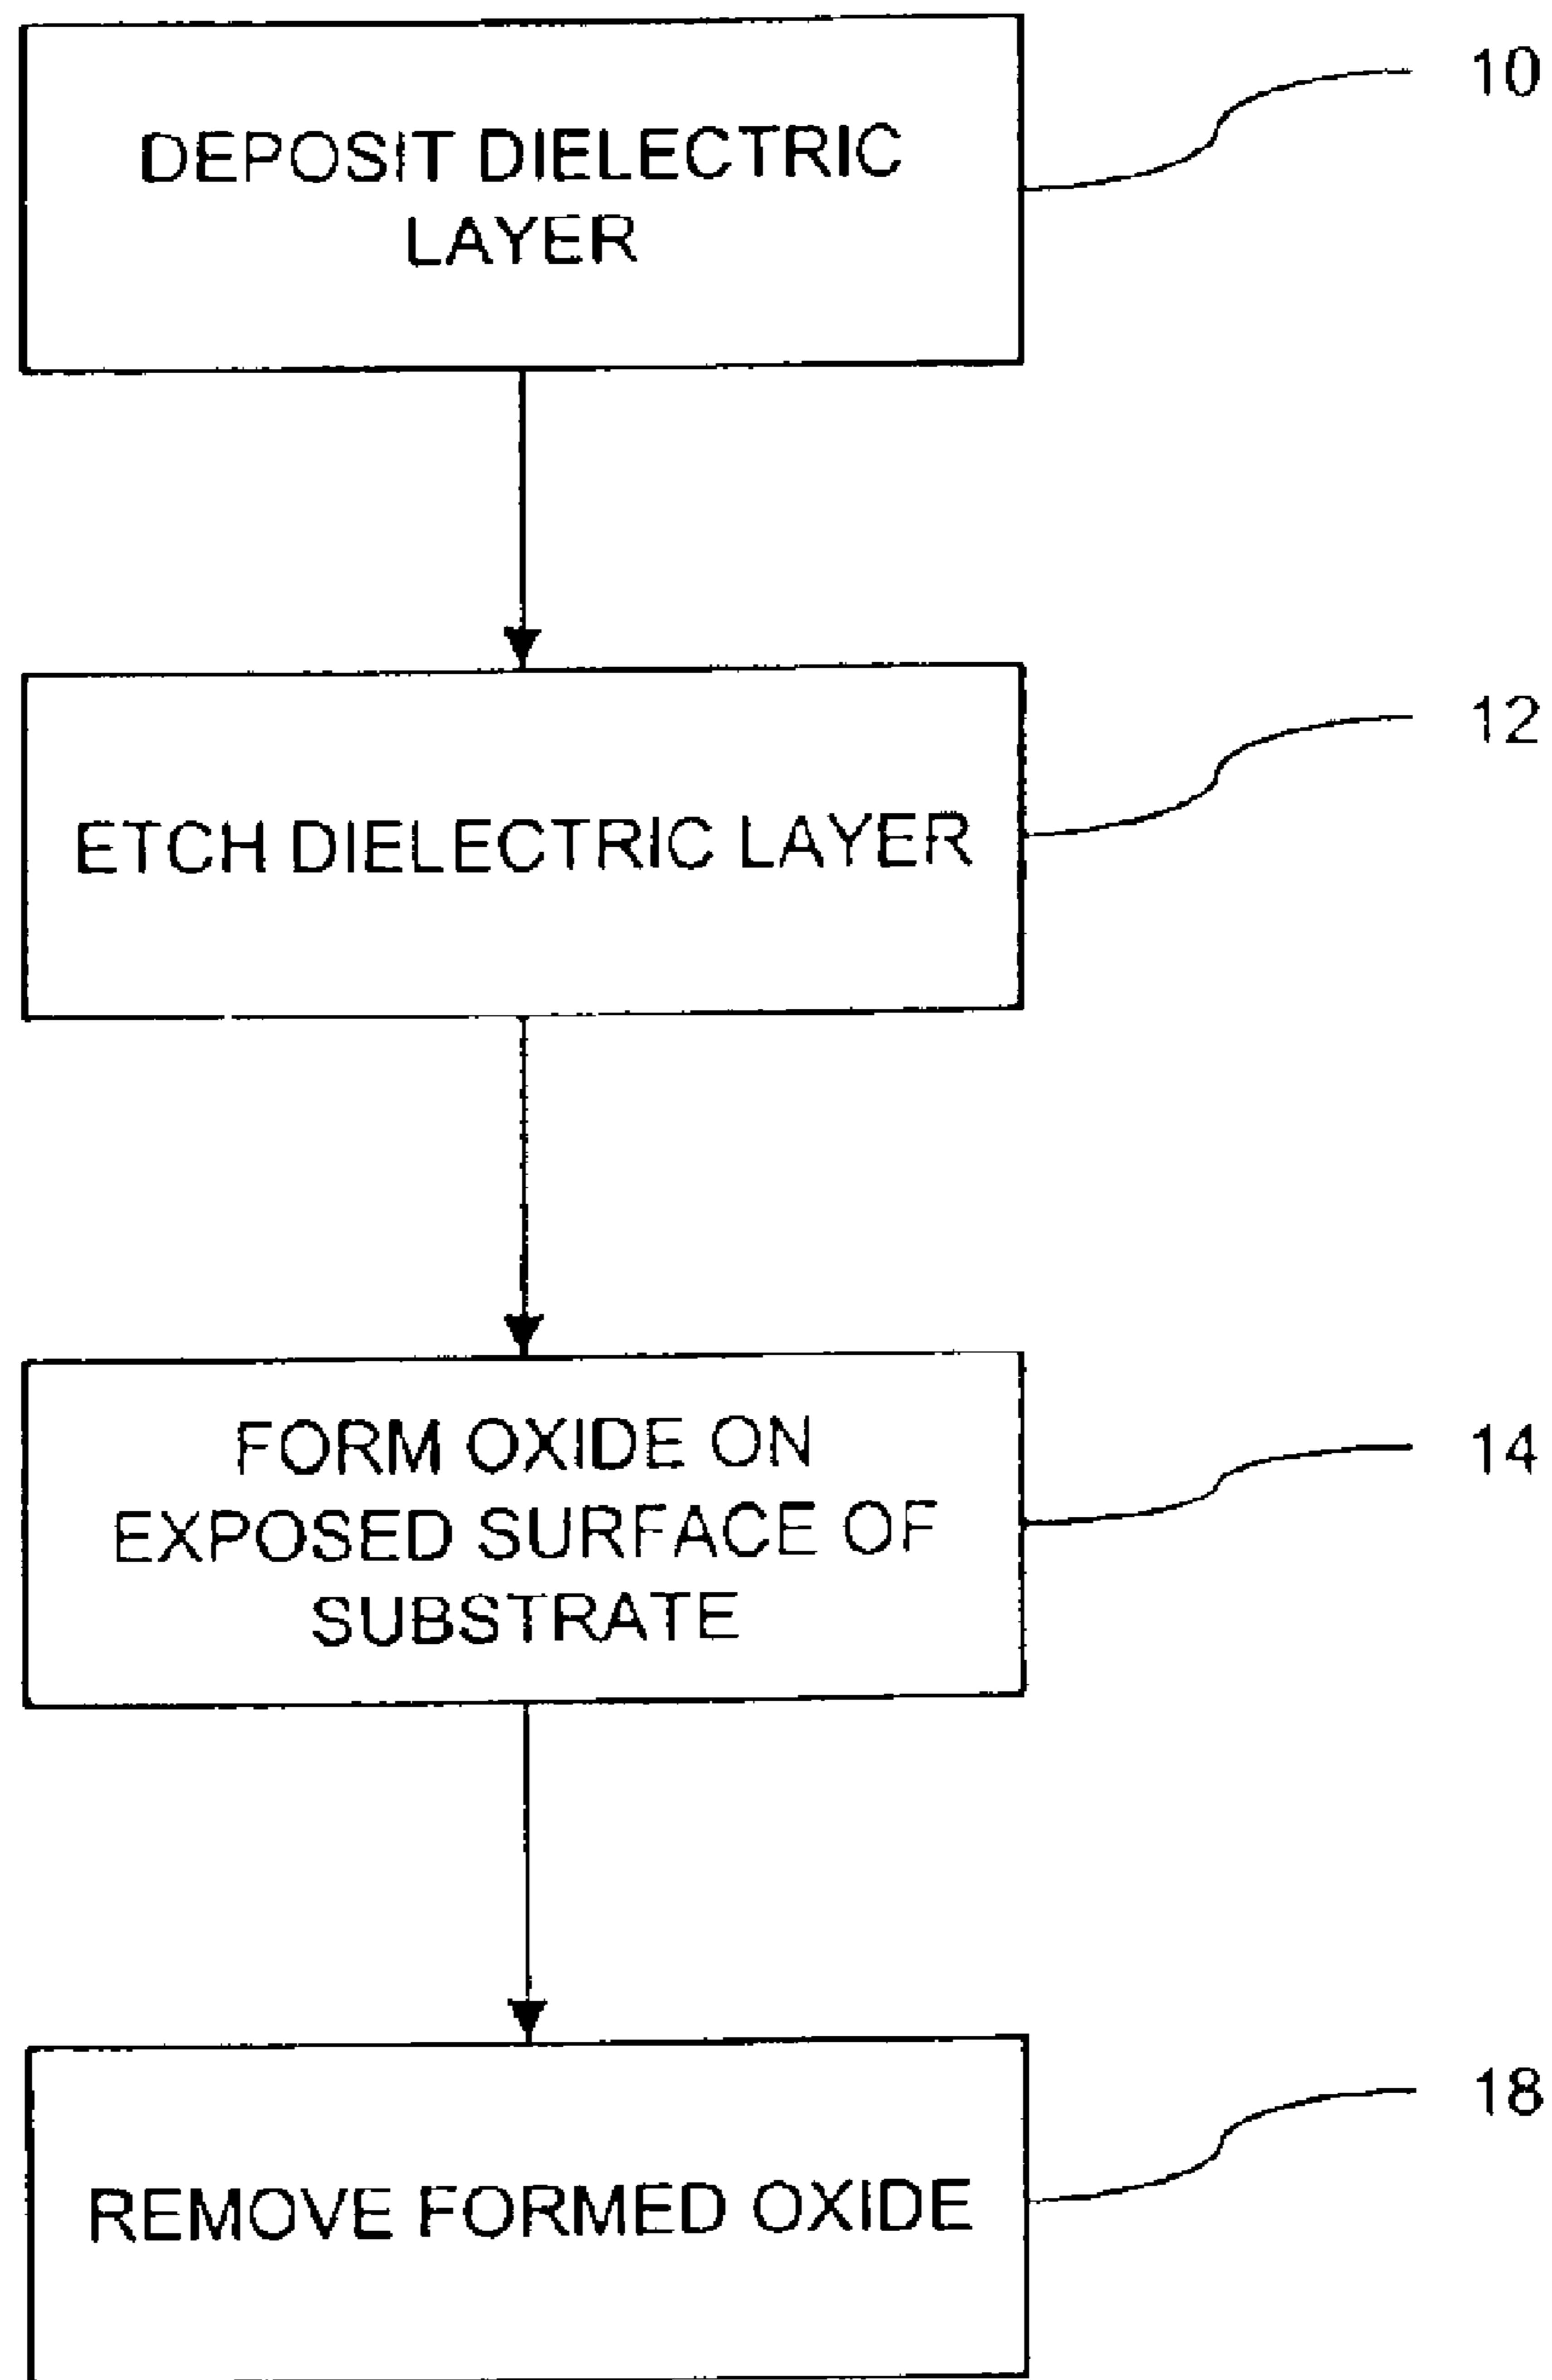 10
DEPOSIT DIELECTRIC
LAYER
12
ETCH DIELECTRIC LAYER
14
FORM OXIDE ON
EXPOSED SURFACE OF
SUBSTRATE
18
REMOVE FORMED OXIDE